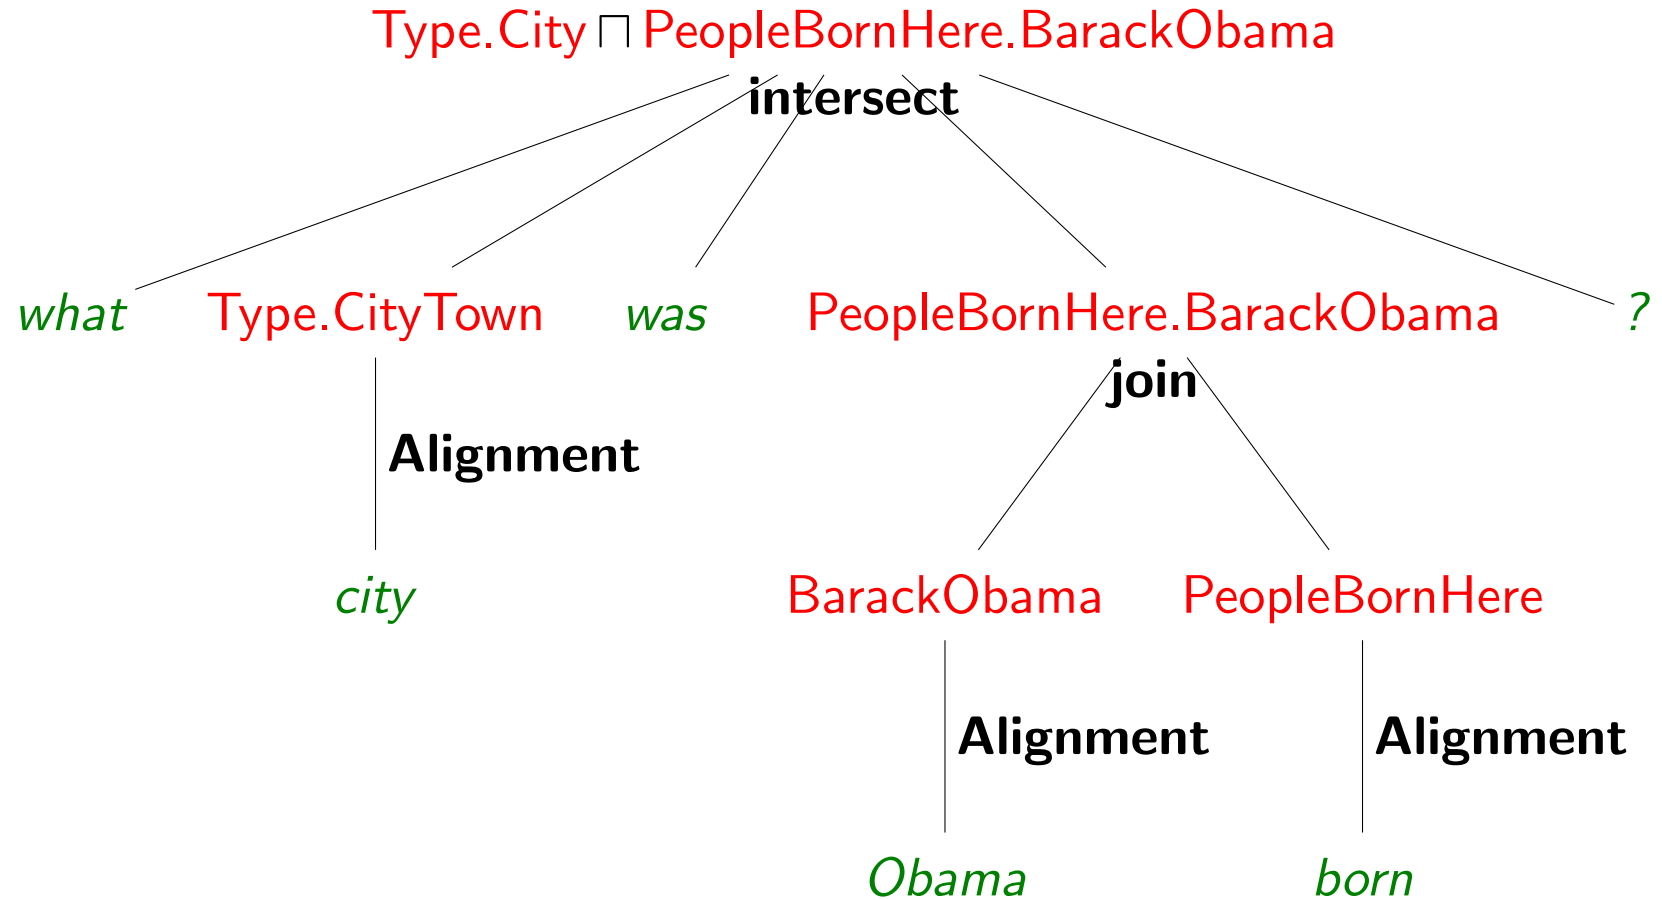 Type.City ⊓ PeopleBornHere.BarackObama
intersect
what Type.CityTown was PeopleBornHere.BarackObama ?
join
Alignment
city BarackObama PeopleBornHere
Alignment Alignment
Obama born